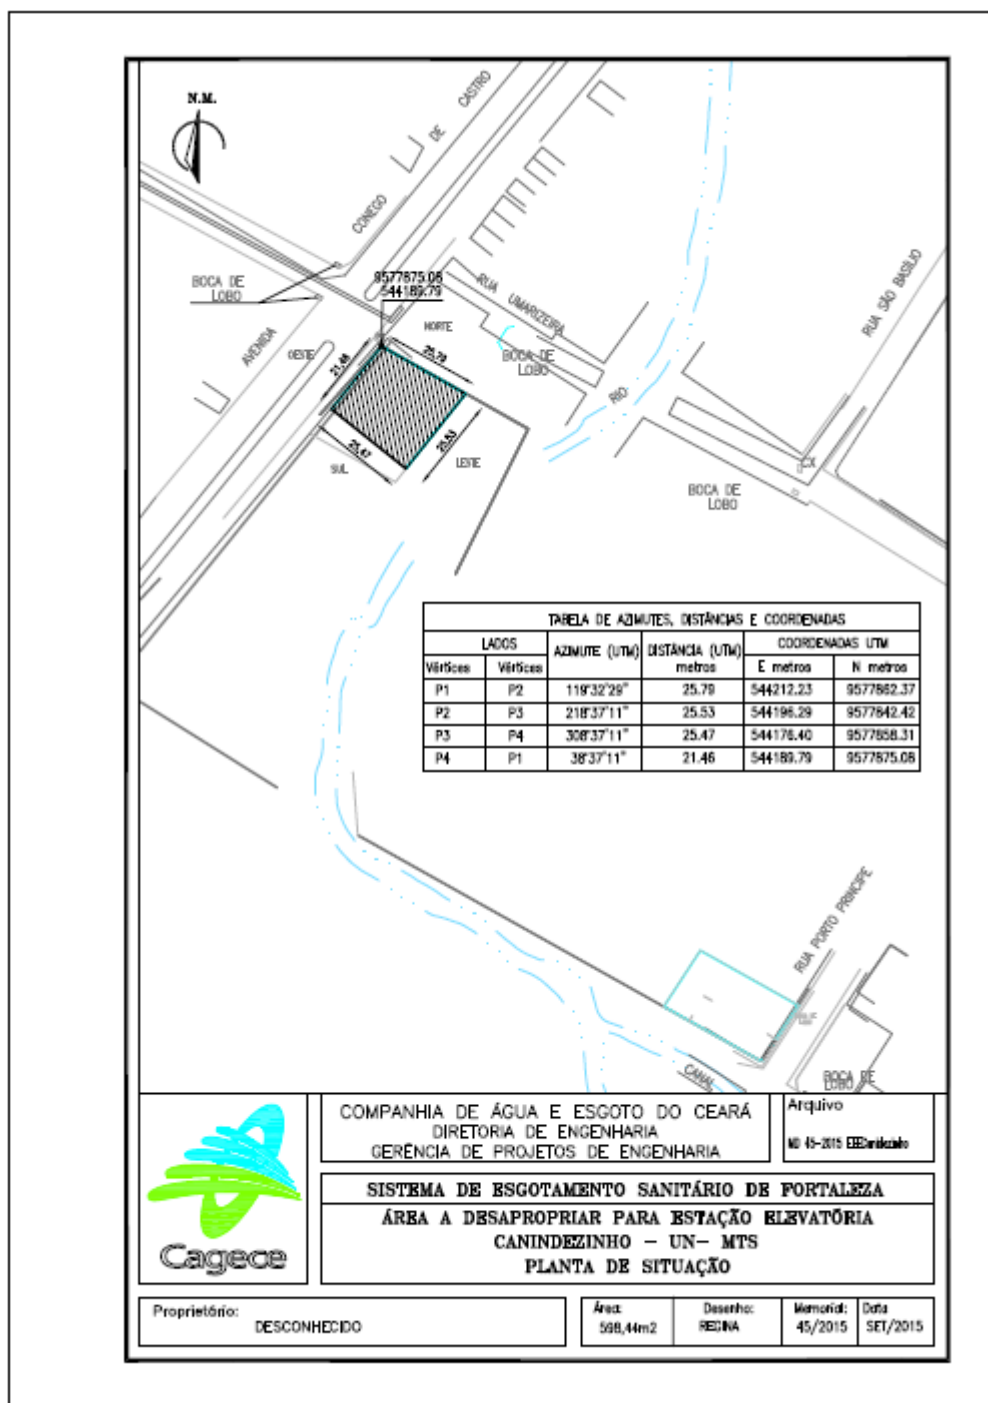 N.M.
CONEGO DE CASTRO
BOCA DE
LOBO
9577875.08
544189.79
RUA UMARIZEIRA
RUA SÃO BASILIO
AVENIDA
OESTE
NORTE
21,46
25,79
BOCA DE
LOBO
RIO
25,47
25,53
SUL
LESTE
CX
BOCA DE
LOBO
TABELA DE AZIMUTES, DISTÂNCIAS E COORDENADAS
LADOS AZIMUTE (UTM) DISTÂNCIA (UTM) metros COORDENADAS UTM
Vértices Vértices E metros N metros
P1 P2 119°32'29" 25.79 544212.23 9577862.37
P2 P3 218°37'11" 25.53 544196.29 9577842.42
P3 P4 308°37'11" 25.47 544176.40 9577858.31
P4 P1 38°37'11" 21.46 544189.79 9577875.08
RUA PORTO PRINCIPE
CANAL
BOCA DE
LOBO
COMPANHIA DE ÁGUA E ESGOTO DO CEARÁ
DIRETORIA DE ENGENHARIA
GERÊNCIA DE PROJETOS DE ENGENHARIA
Arquivo
MD 45-2015 EEECanidezinho
Cagece
SISTEMA DE ESGOTAMENTO SANITÁRIO DE FORTALEZA
ÁREA A DESAPROPRIAR PARA ESTAÇÃO ELEVATÓRIA
CANINDEZINHO – UN– MTS
PLANTA DE SITUAÇÃO
Proprietário:
DESCONHECIDO
Área: Desenho: Memorial: Data
598,44m2 REGINA 45/2015 SET/2015